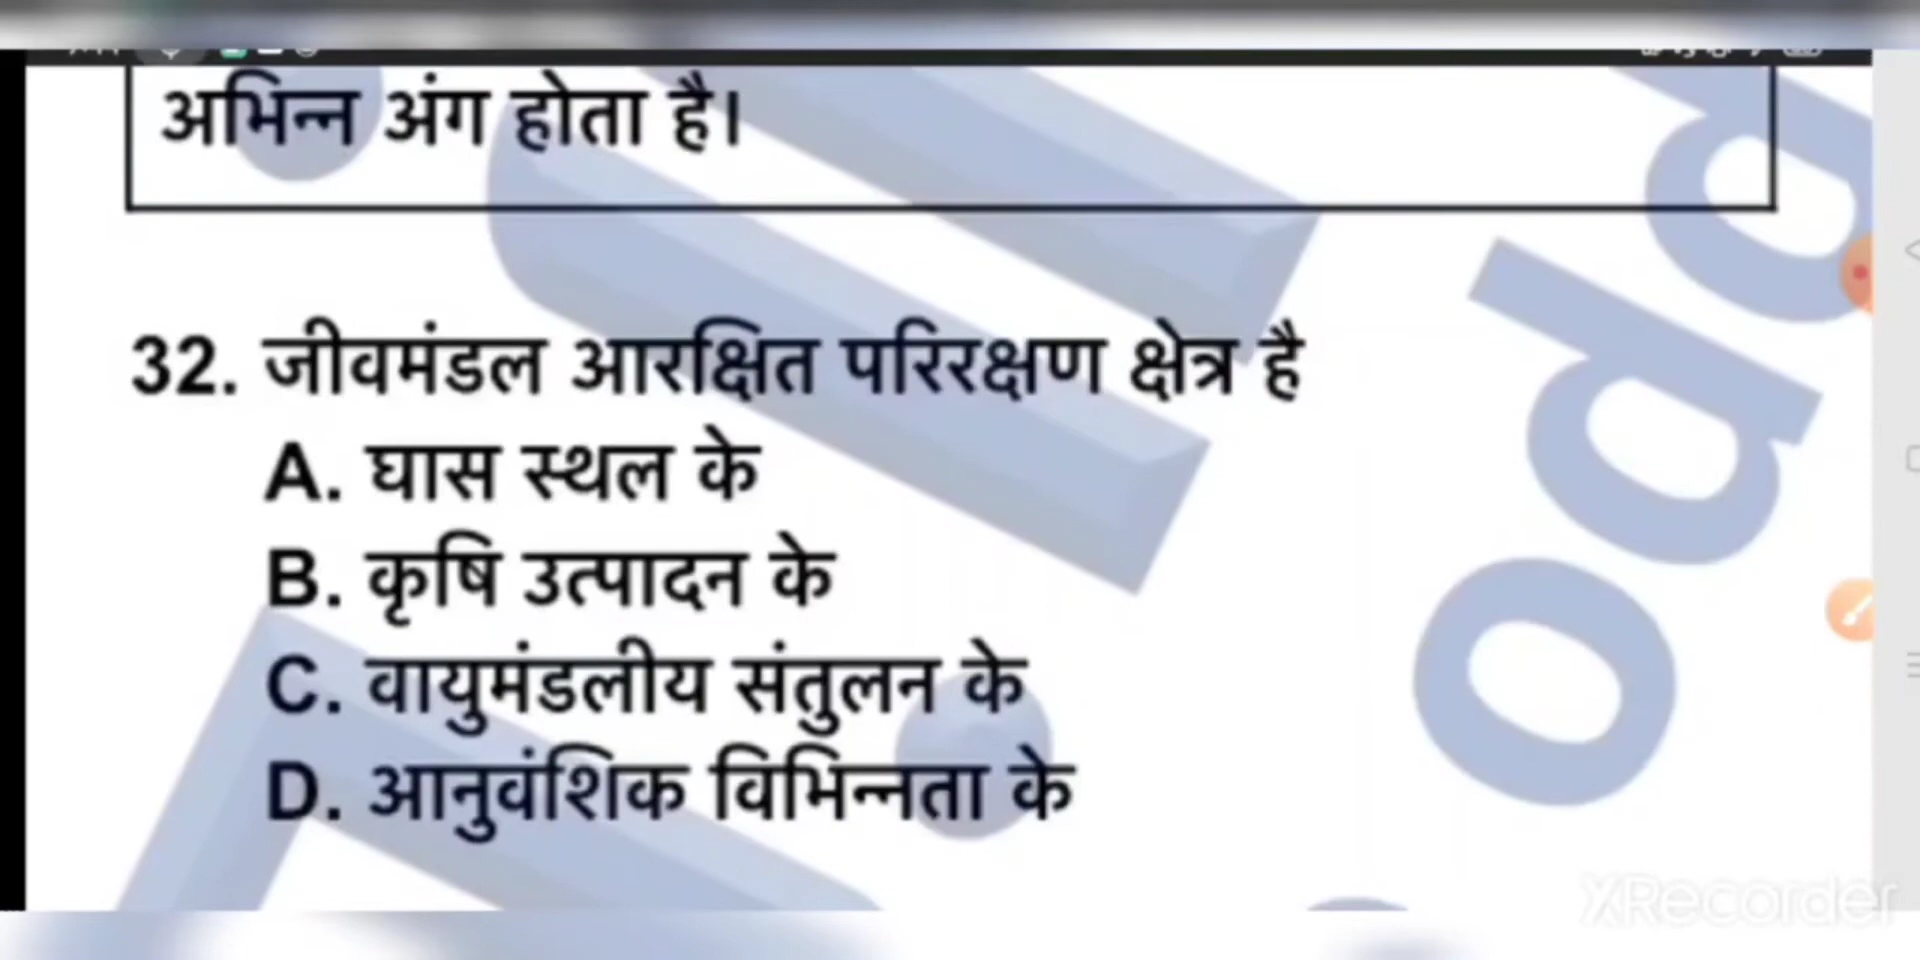 अभिन्न अंग होता है।
32. जीवमंडल आरक्षित परिरक्षण क्षेत्र है
A. घास स्थल के
B. कृषि उत्पादन के
C. वायुमंडलीय संतुलन के
D. आनुवंशिक विभिन्नता के
XRecorder